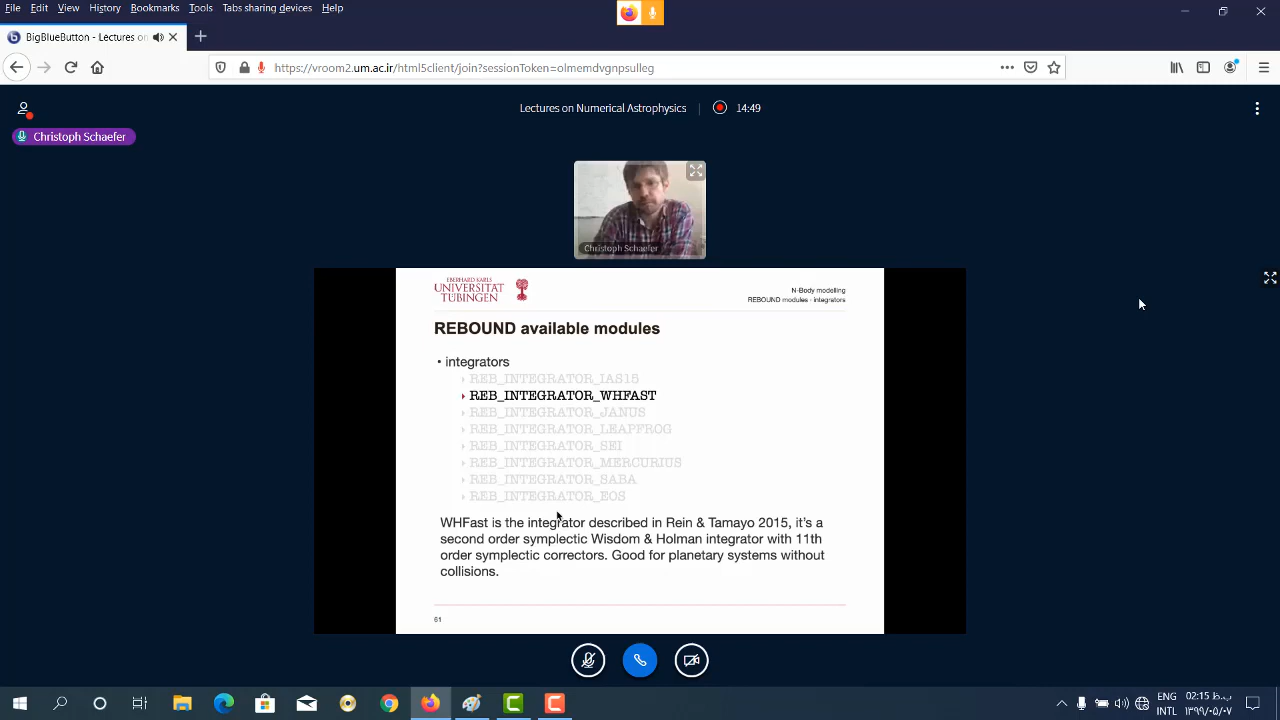 File Edit View History Bookmarks Tools Tabs Others Help
BigBlueButton - Lectures on
https://vroom2.um.ac.ir/html5client/join?sessionToken=olmemdvgnpsulleg
Lectures on Numerical Astrophysics 14:49
Christoph Schaefer
Christoph Schaefer
EBERHARD KARLS
UNIVERSITÄT
TÜBINGEN
N-Body modelling
REBOUND modules - integrators
REBOUND available modules
• integrators
REB_INTEGRATOR_IAS15
REB_INTEGRATOR_WHFAST
REB_INTEGRATOR_JANUS
REB_INTEGRATOR_LEAPFROG
REB_INTEGRATOR_SEI
REB_INTEGRATOR_MERCURIUS
REB_INTEGRATOR_SABA
REB_INTEGRATOR_EOS
WHFast is the integrator described in Rein & Tamayo 2015, it's a
second order symplectic Wisdom & Holman integrator with 11th
order symplectic correctors. Good for planetary systems without
collisions.
61
ENG
INTL
02:15 ب.ظ
۱۳۹۹/۰۵/۰۷